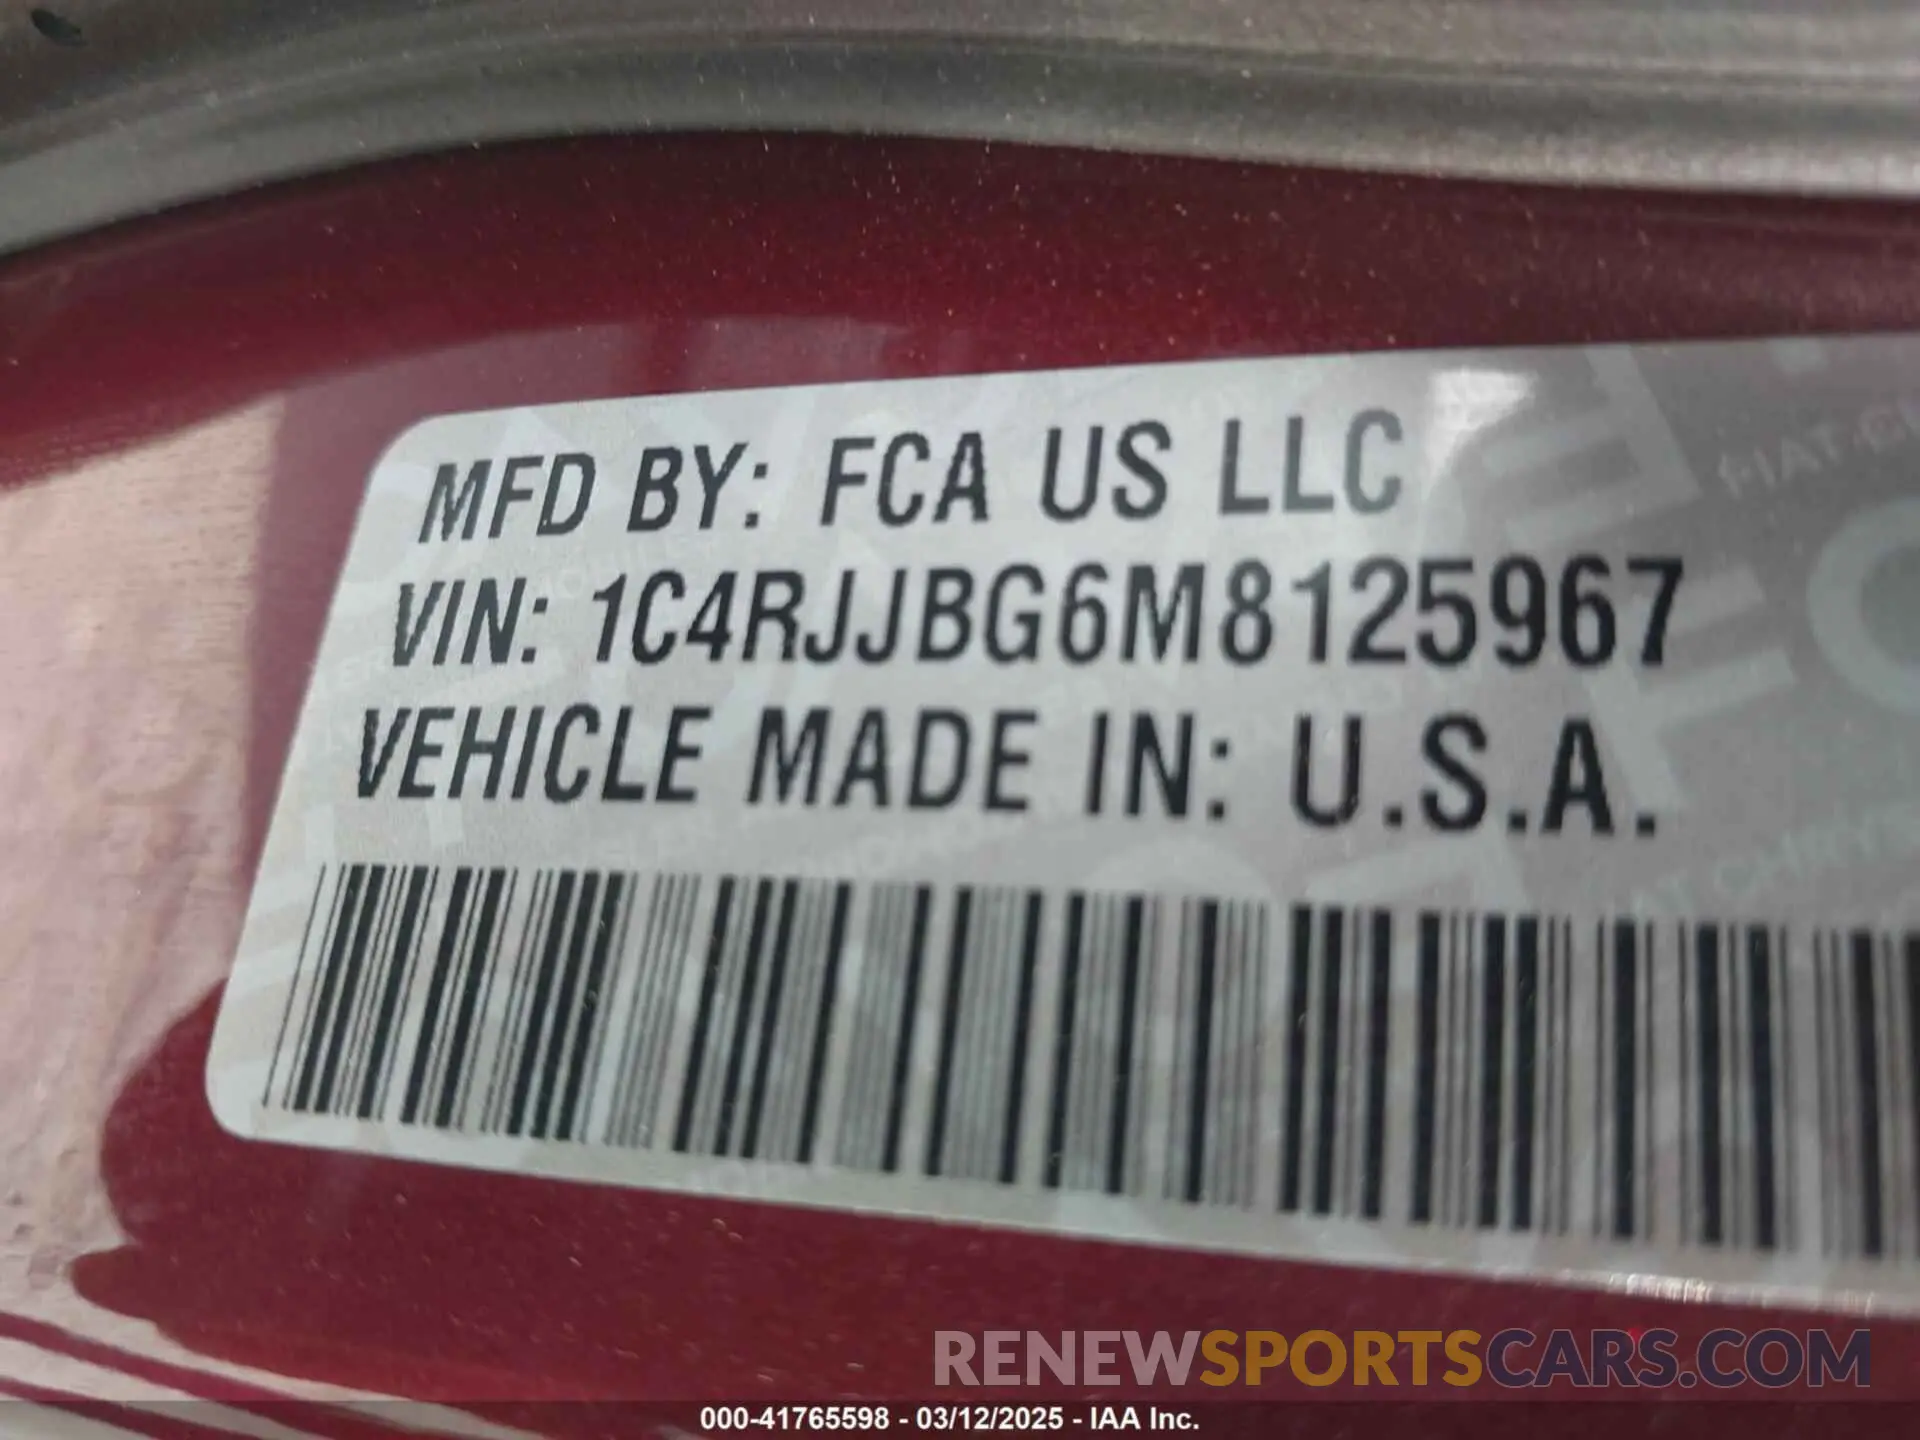 MFD BY: FCA US LLC
VIN: 1C4RJJBG6M8125967
VEHICLE MADE IN: U.S.A.
RENEWSPORTSCARS.COM
000-41765598 - 03/12/2025 - IAA Inc.